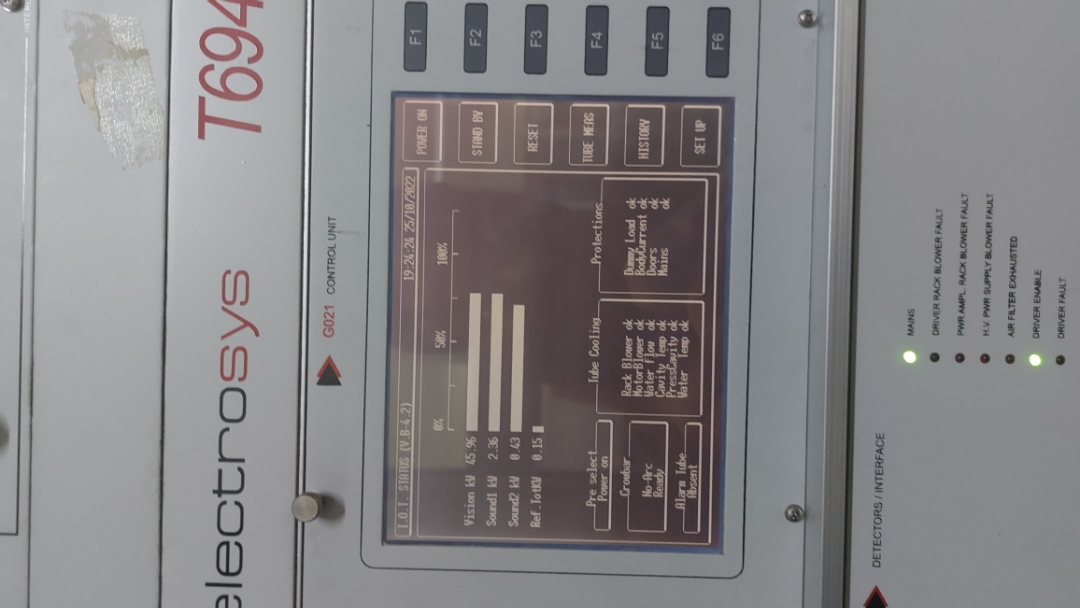 electrosys T694
G021 CONTROL UNIT
I.O.T. STATUS (V.B-4.2) 19:24:24 25/10/2022
0% 50% 100%
Vision kW 45.96
Sound1 kW 2.36
Sound2 kW 0.43
Ref.TotKW 0.15
Pre select
Power on
Crowbar
No-Arc
Ready
Alarm Tube
Absent
Tube Cooling
Rack Blower ok
MotorBlower ok
Water flow ok
Cavity Temp ok
PressCavity ok
Water Temp ok
Protections
Dummy Load ok
BodyCurrent ok
Doors ok
Mains ok
POWER ON
STAND BY
RESET
TUBE MEAS
HISTORY
SET UP
F1
F2
F3
F4
F5
F6
DETECTORS / INTERFACE
MAINS
DRIVER RACK BLOWER FAULT
PWR AMPL. RACK BLOWER FAULT
H.V. PWR SUPPLY BLOWER FAULT
AIR FILTER EXHAUSTED
DRIVER ENABLE
DRIVER FAULT